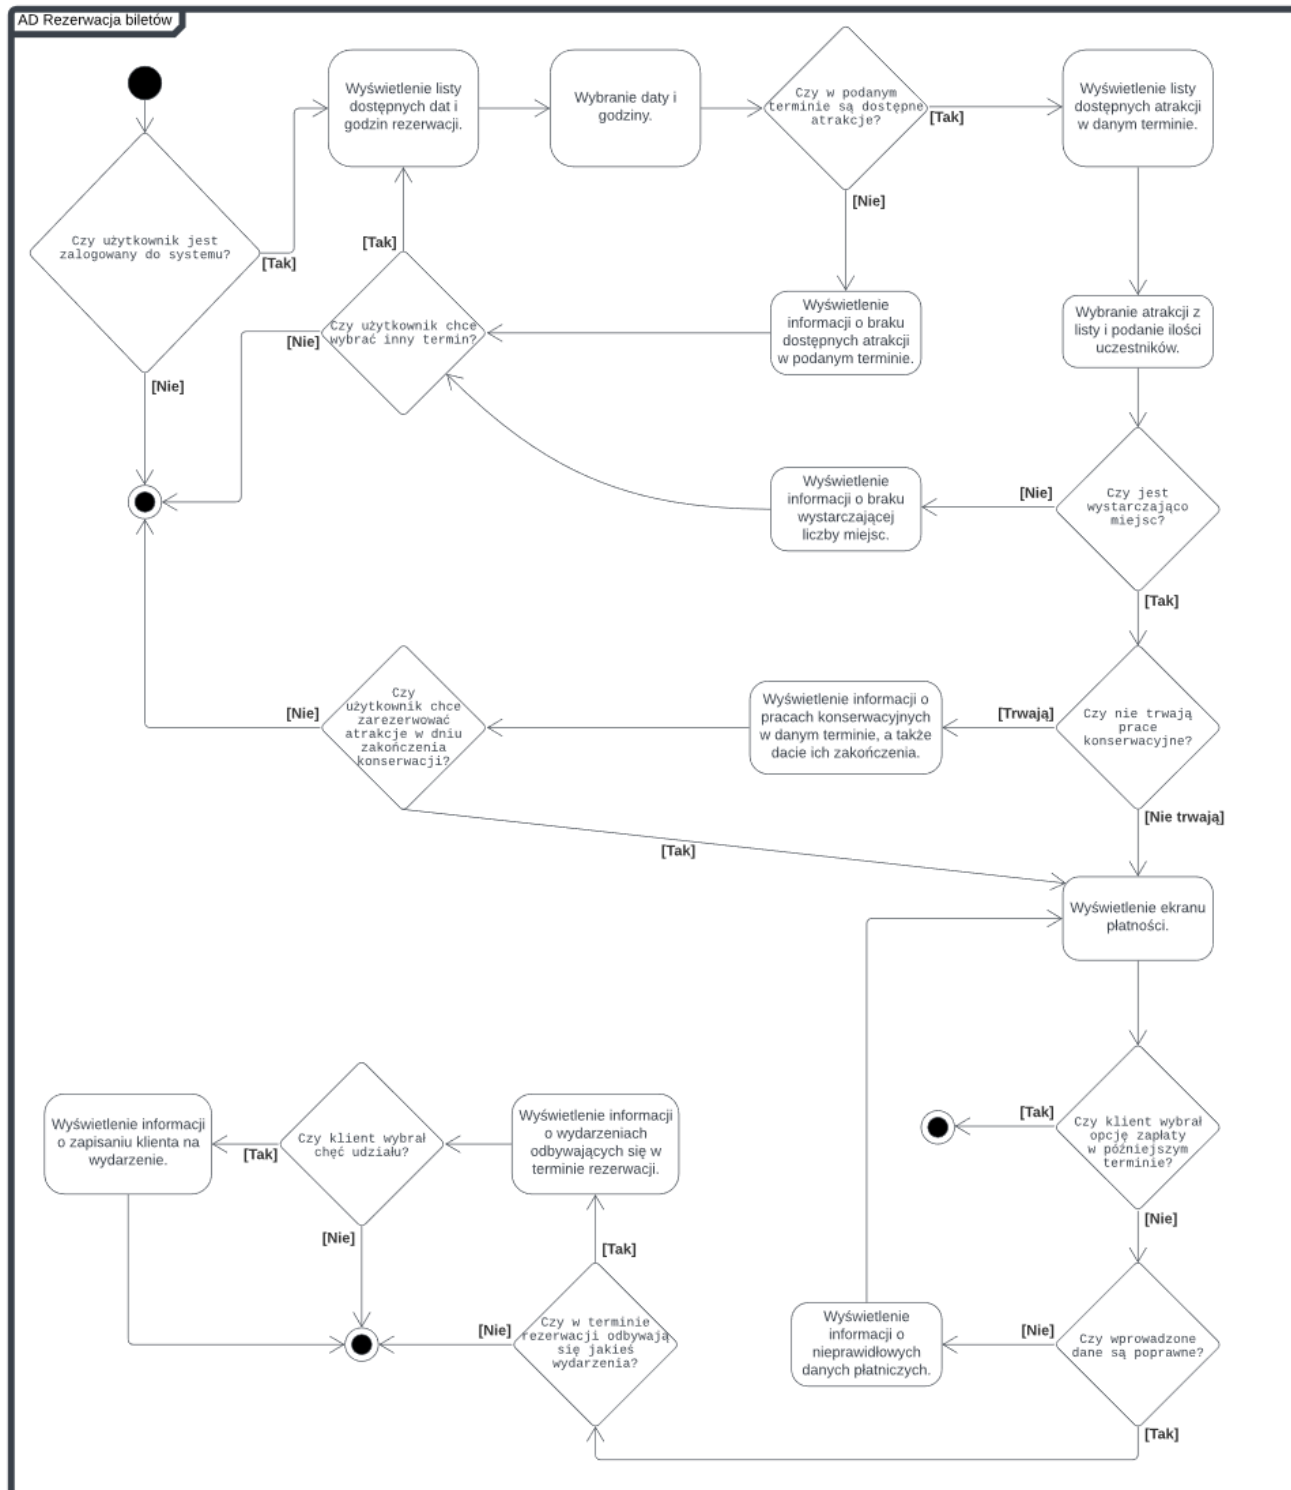 AD Rezerwacja biletów
Wyświetlenie listy
dostępnych dat i
godzin rezerwacji.
Wybranie daty i
godziny.
Czy w podanym
terminie są dostępne
atrakcje?
[Tak]
Wyświetlenie listy
dostępnych atrakcji
w danym terminie.
[Nie]
Czy użytkownik jest
zalogowany do systemu?
[Tak]
[Tak]
Czy użytkownik chce
wybrać inny termin?
[Nie]
Wyświetlenie
informacji o braku
dostępnych atrakcji
w podanym terminie.
Wybranie atrakcji z
listy i podanie ilości
uczestników.
[Nie]
Wyświetlenie
informacji o braku
wystarczającej
liczby miejsc.
[Nie]
Czy jest
wystarczająco
miejsc?
[Tak]
[Nie]
Czy
użytkownik chce
zarezerwować
atrakcje w dniu
zakończenia
konserwacji?
Wyświetlenie informacji o
pracach konserwacyjnych
w danym terminie, a także
dacie ich zakończenia.
[Trwają]
Czy nie trwają
prace
konserwacyjne?
[Nie trwają]
[Tak]
Wyświetlenie ekranu
płatności.
Wyświetlenie informacji
o zapisaniu klienta na
wydarzenie.
[Tak]
Czy klient wybrał
chęć udziału?
Wyświetlenie informacji
o wydarzeniach
odbywających się w
terminie rezerwacji.
[Tak]
Czy klient wybrał
opcję zapłaty
w późniejszym
terminie?
[Nie]
[Nie]
[Tak]
[Nie]
Czy w terminie
rezerwacji odbywają
się jakieś
wydarzenia?
Wyświetlenie
informacji o
nieprawidłowych
danych płatniczych.
[Nie]
Czy wprowadzone
dane są poprawne?
[Tak]